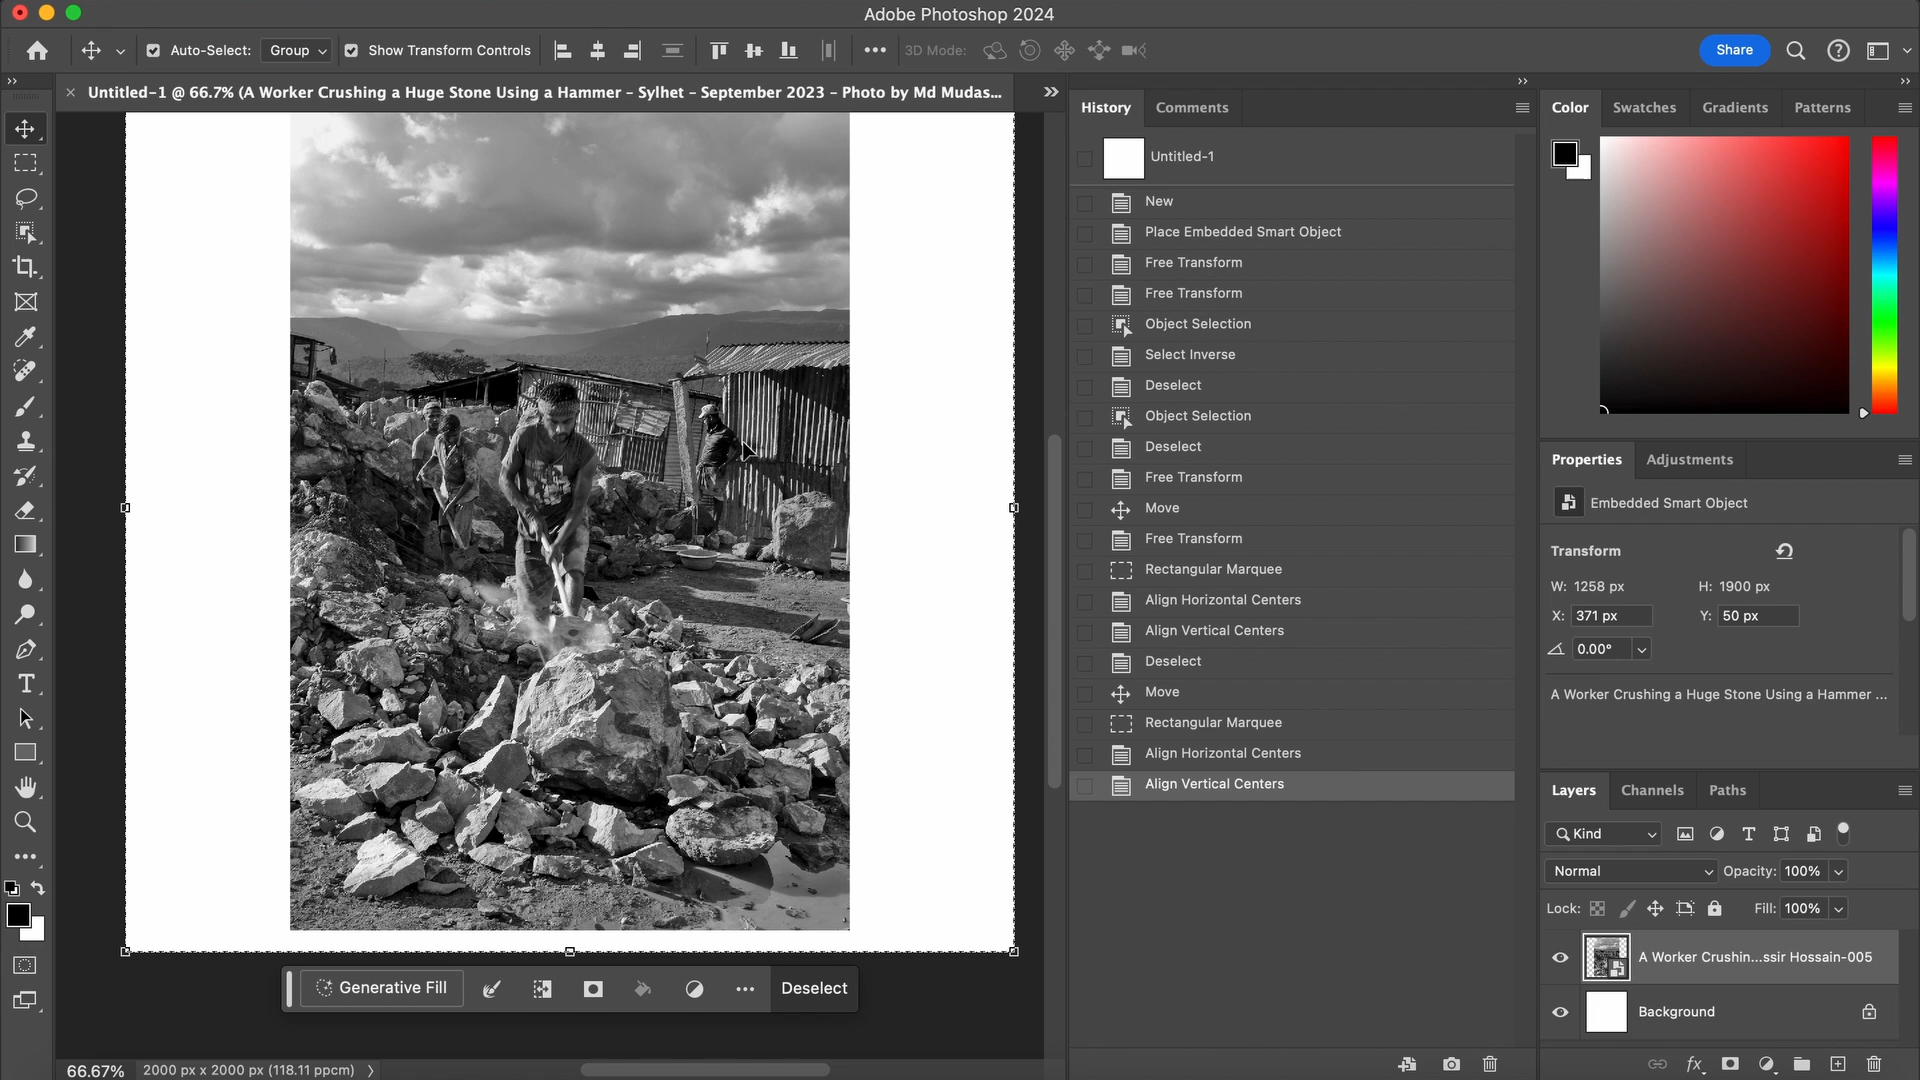 Adobe Photoshop 2024
Auto-Select: Group Show Transform Controls 3D Mode: Share
Untitled-1 @ 66.7% (A Worker Crushing a Huge Stone Using a Hammer – Sylhet – September 2023 – Photo by Md Mudas...
History Comments
Untitled-1
New
Place Embedded Smart Object
Free Transform
Free Transform
Object Selection
Select Inverse
Deselect
Object Selection
Deselect
Free Transform
Move
Free Transform
Rectangular Marquee
Align Horizontal Centers
Align Vertical Centers
Deselect
Move
Rectangular Marquee
Align Horizontal Centers
Align Vertical Centers
Color Swatches Gradients Patterns
Properties Adjustments
Embedded Smart Object
Transform
W: 1258 px H: 1900 px
X: 371 px Y: 50 px
0.00°
A Worker Crushing a Huge Stone Using a Hammer ...
Layers Channels Paths
Kind
Normal Opacity: 100%
Lock: Fill: 100%
A Worker Crushin...ssir Hossain-005
Background
Generative Fill Deselect
66.67% 2000 px x 2000 px (118.11 ppcm)